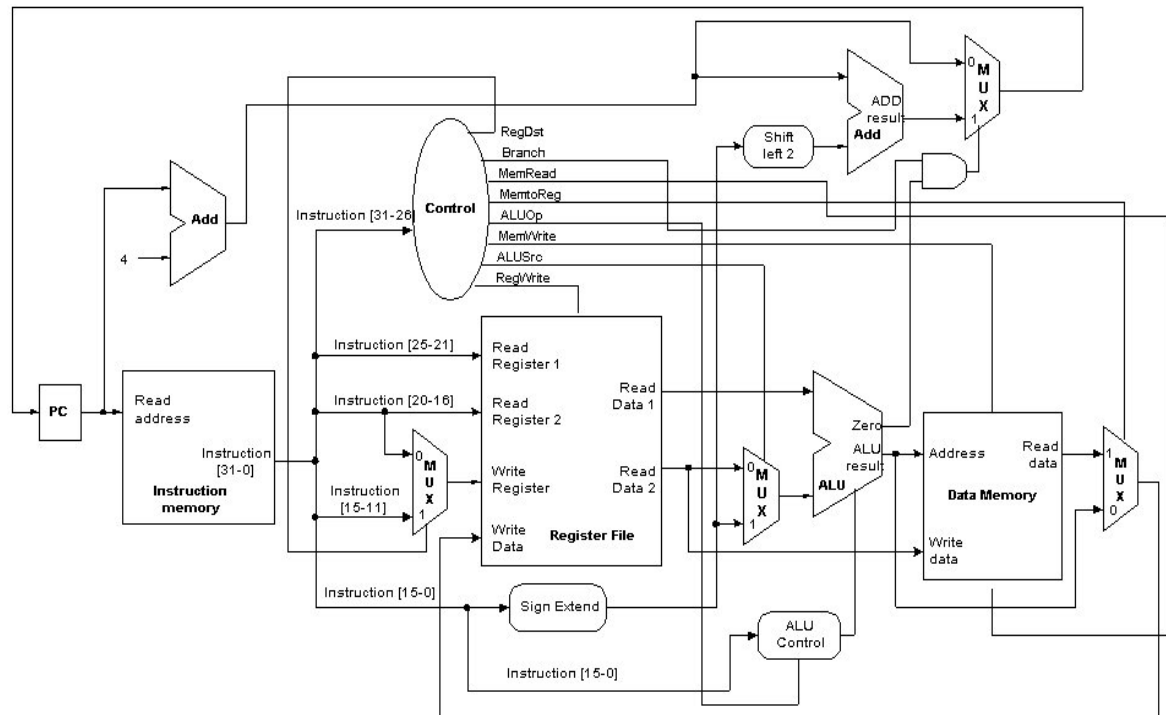 0
M
U
X
1
ADD
result
Add
Shift
left 2
RegDst
Branch
MemRead
MemtoReg
ALUOp
MemWrite
ALUSrc
RegWrite
Control
Instruction [31-26]
Add
4
PC
Read
address
Instruction
[31-0]
Instruction
memory
Instruction [25-21]
Instruction [20-16]
0
M
U
X
1
Instruction
[15-11]
Read
Register 1
Read
Register 2
Write
Register
Write
Data
Read
Data 1
Read
Data 2
Register File
0
M
U
X
1
Zero
ALU
result
ALU
Address
Read
data
Data Memory
Write
data
1
M
U
X
0
Instruction [15-0]
Sign Extend
ALU
Control
Instruction [15-0]